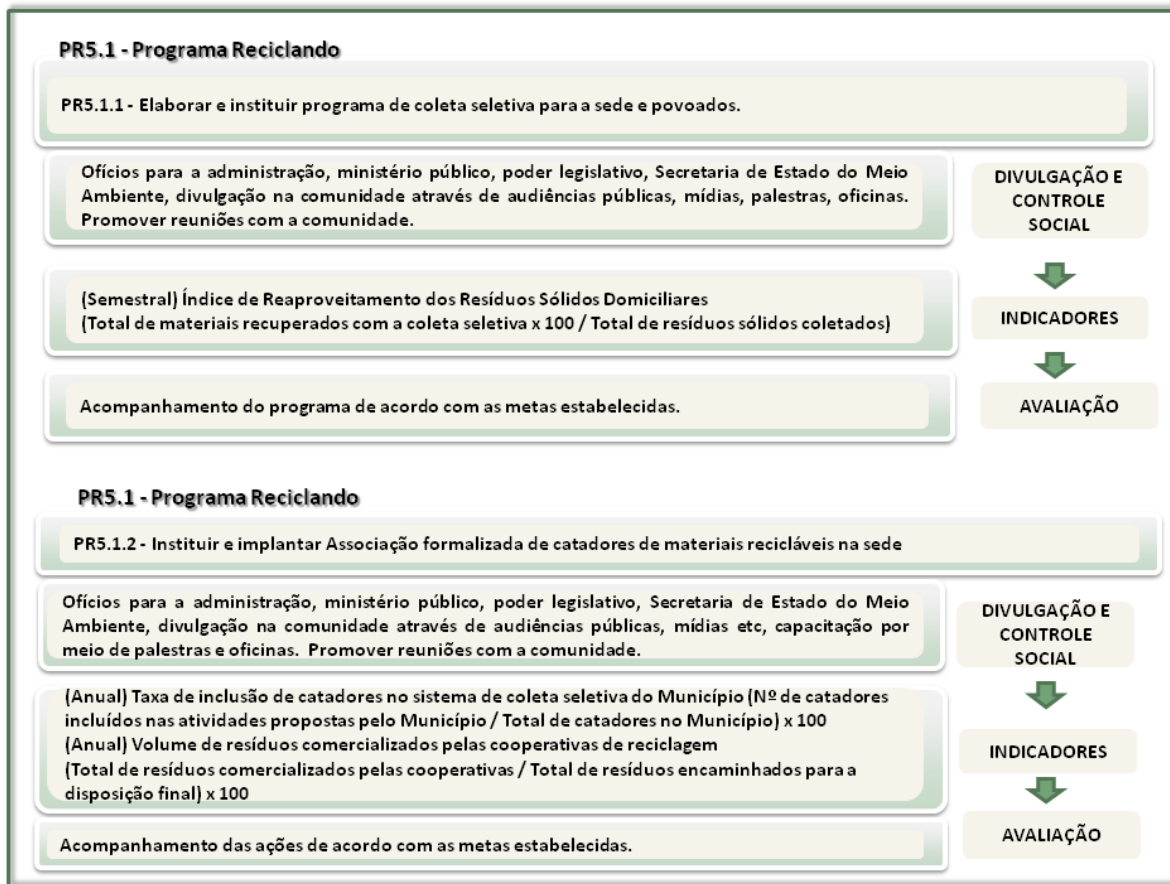 PR5.1 - Programa Reciclando
PR5.1.1 - Elaborar e instituir programa de coleta seletiva para a sede e povoados.
Ofícios para a administração, ministério público, poder legislativo, Secretaria de Estado do Meio
Ambiente, divulgação na comunidade através de audiências públicas, mídias, palestras, oficinas.
Promover reuniões com a comunidade.
DIVULGAÇÃO E
CONTROLE
SOCIAL
(Semestral) Índice de Reaproveitamento dos Resíduos Sólidos Domiciliares
(Total de materiais recuperados com a coleta seletiva x 100 / Total de resíduos sólidos coletados)
INDICADORES
Acompanhamento do programa de acordo com as metas estabelecidas.
AVALIAÇÃO
PR5.1 - Programa Reciclando
PR5.1.2 - Instituir e implantar Associação formalizada de catadores de materiais recicláveis na sede
Ofícios para a administração, ministério público, poder legislativo, Secretaria de Estado do Meio
Ambiente, divulgação na comunidade através de audiências públicas, mídias etc, capacitação por
meio de palestras e oficinas. Promover reuniões com a comunidade.
DIVULGAÇÃO E
CONTROLE
SOCIAL
(Anual) Taxa de inclusão de catadores no sistema de coleta seletiva do Município (Nº de catadores
incluídos nas atividades propostas pelo Município / Total de catadores no Município) x 100
(Anual) Volume de resíduos comercializados pelas cooperativas de reciclagem
(Total de resíduos comercializados pelas cooperativas / Total de resíduos encaminhados para a
disposição final) x 100
INDICADORES
Acompanhamento das ações de acordo com as metas estabelecidas.
AVALIAÇÃO